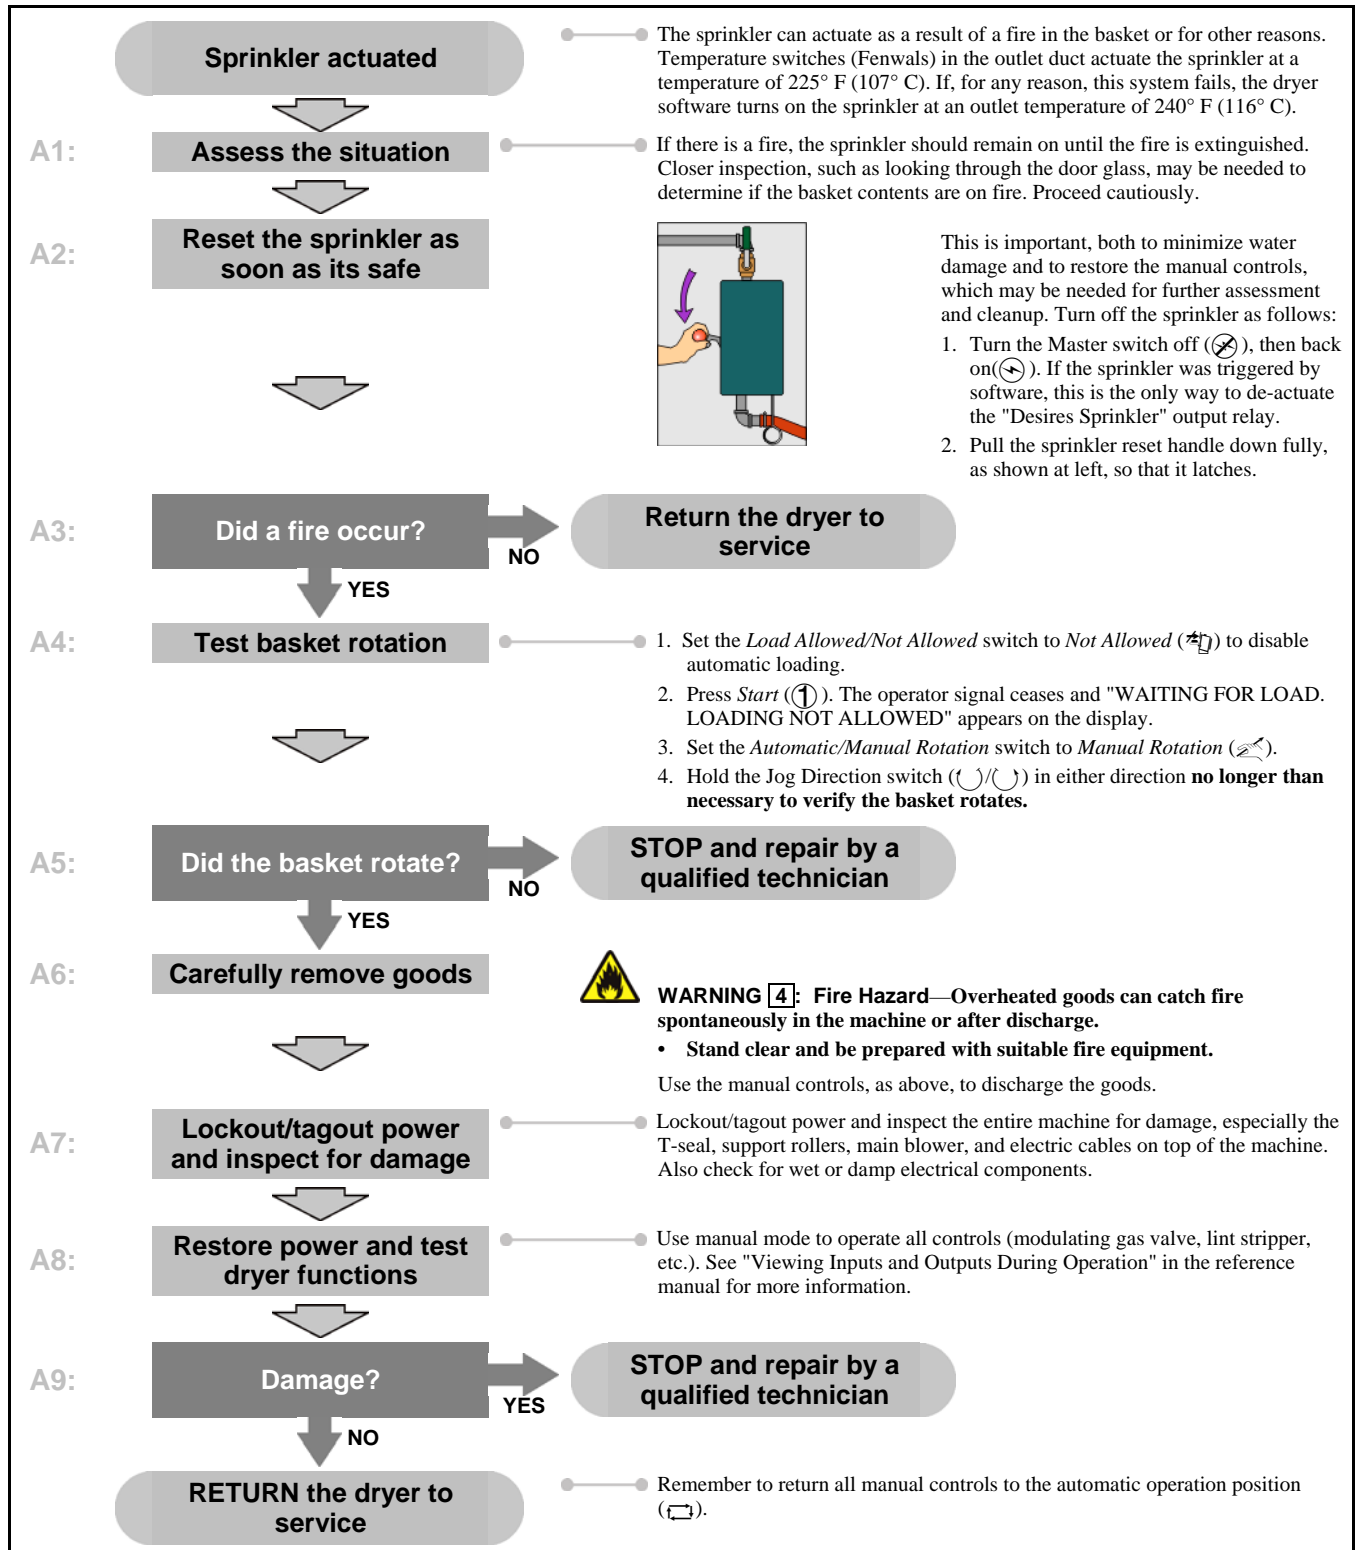 Sprinkler actuated
The sprinkler can actuate as a result of a fire in the basket or for other reasons.
Temperature switches (Fenwals) in the outlet duct actuate the sprinkler at a
temperature of 225° F (107° C). If, for any reason, this system fails, the dryer
software turns on the sprinkler at an outlet temperature of 240° F (116° C).
A1:
Assess the situation
If there is a fire, the sprinkler should remain on until the fire is extinguished.
Closer inspection, such as looking through the door glass, may be needed to
determine if the basket contents are on fire. Proceed cautiously.
A2:
Reset the sprinkler as
soon as its safe
This is important, both to minimize water
damage and to restore the manual controls,
which may be needed for further assessment
and cleanup. Turn off the sprinkler as follows:
1. Turn the Master switch off ( ), then back
on( ). If the sprinkler was triggered by
software, this is the only way to de-actuate
the "Desires Sprinkler" output relay.
2. Pull the sprinkler reset handle down fully,
as shown at left, so that it latches.
A3:
Did a fire occur?
NO
Return the dryer to
service
YES
A4:
Test basket rotation
1. Set the Load Allowed/Not Allowed switch to Not Allowed ( ) to disable
automatic loading.
2. Press Start (1). The operator signal ceases and "WAITING FOR LOAD.
LOADING NOT ALLOWED" appears on the display.
3. Set the Automatic/Manual Rotation switch to Manual Rotation ( ).
4. Hold the Jog Direction switch ( / ) in either direction no longer than
necessary to verify the basket rotates.
A5:
Did the basket rotate?
NO
STOP and repair by a
qualified technician
YES
A6:
Carefully remove goods
WARNING 4: Fire Hazard—Overheated goods can catch fire
spontaneously in the machine or after discharge.
• Stand clear and be prepared with suitable fire equipment.
Use the manual controls, as above, to discharge the goods.
A7:
Lockout/tagout power
and inspect for damage
Lockout/tagout power and inspect the entire machine for damage, especially the
T-seal, support rollers, main blower, and electric cables on top of the machine.
Also check for wet or damp electrical components.
A8:
Restore power and test
dryer functions
Use manual mode to operate all controls (modulating gas valve, lint stripper,
etc.). See "Viewing Inputs and Outputs During Operation" in the reference
manual for more information.
A9:
Damage?
YES
STOP and repair by a
qualified technician
NO
RETURN the dryer to
service
Remember to return all manual controls to the automatic operation position
( ).